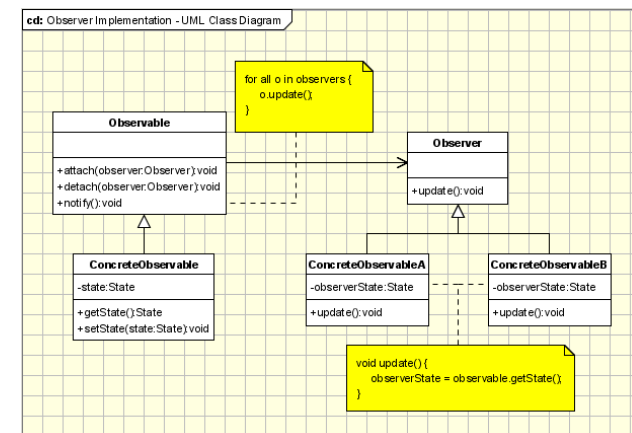 cd: Observer Implementation - UML Class Diagram
for all o in observers {
o.update();
}
Observable
+attach(observer:Observer):void
+detach(observer:Observer):void
+notify():void
Observer
+update():void
ConcreteObservable
-state:State
+getState():State
+setState(state:State):void
ConcreteObservableA
-observerState:State
+update():void
ConcreteObservableB
-observerState:State
+update():void
void update() {
observerState = observable.getState();
}